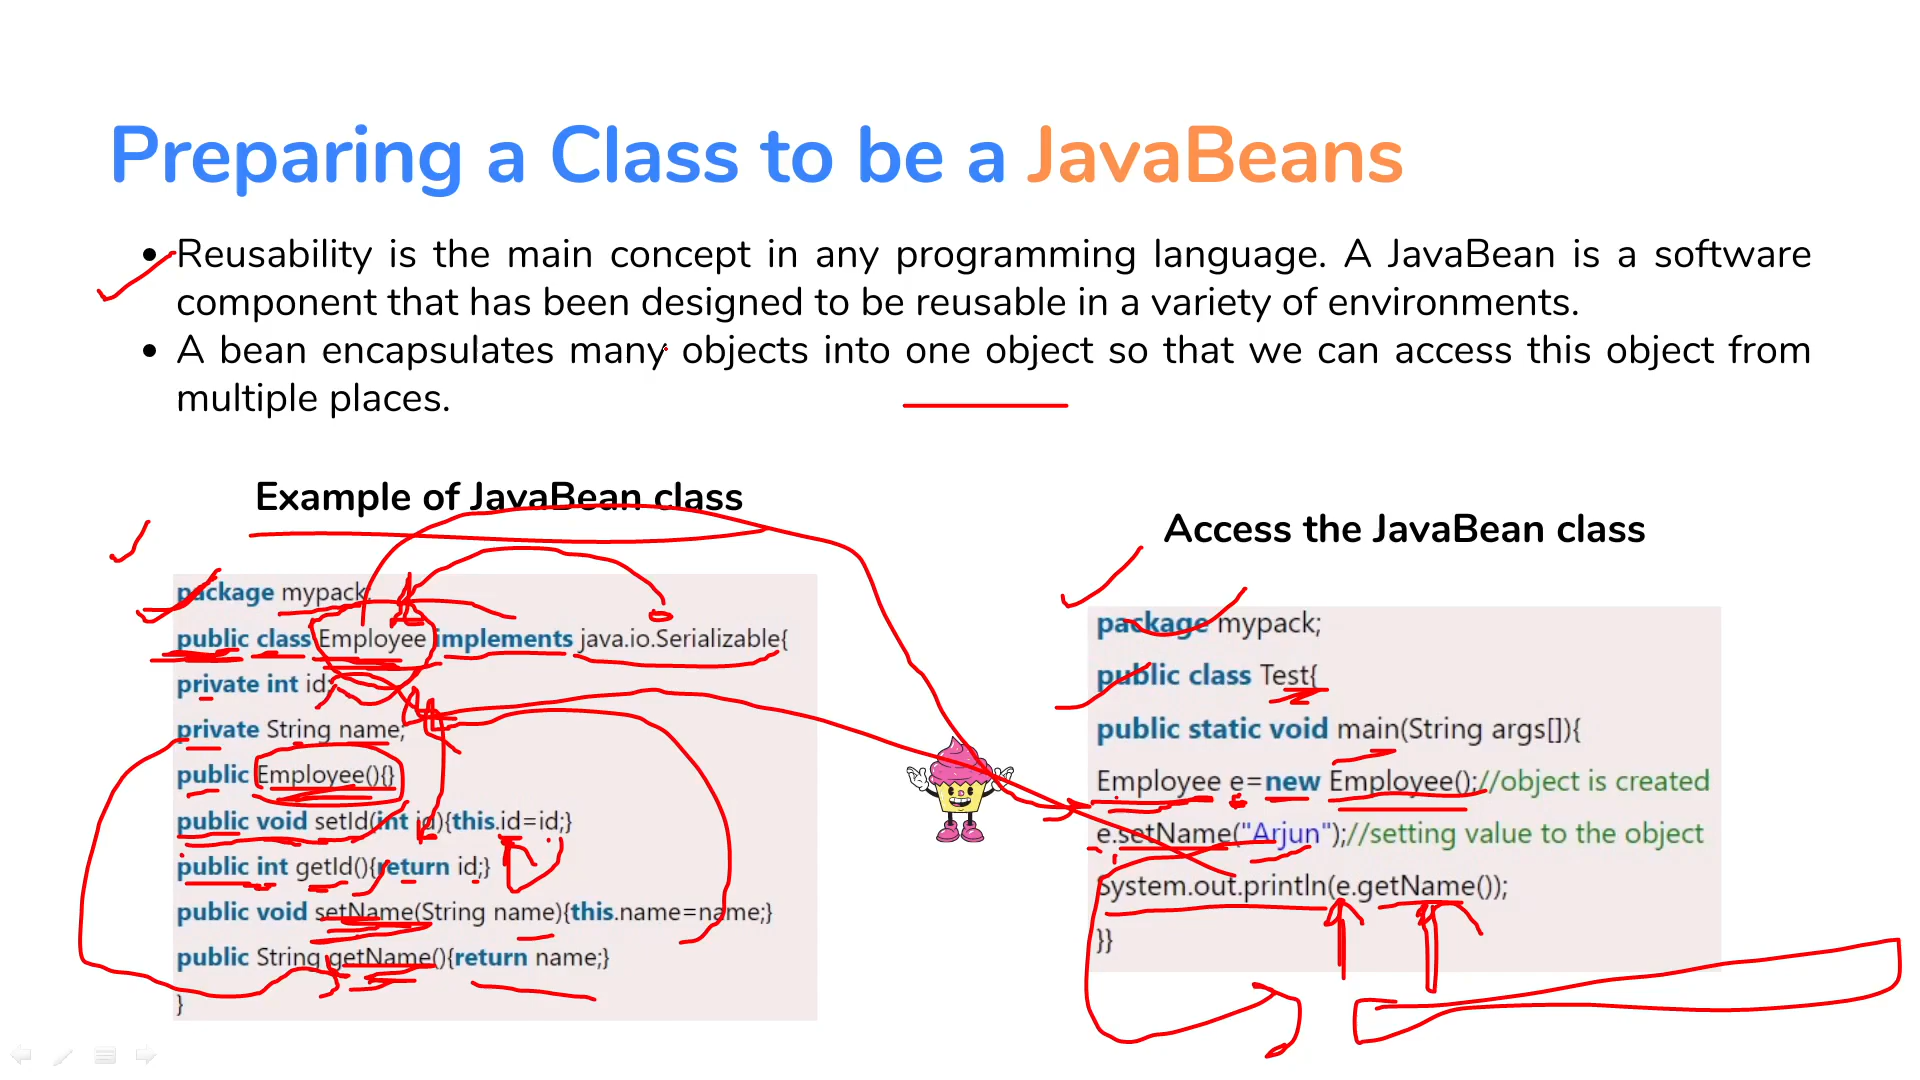 Preparing a Class to be a JavaBeans
• Reusability is the main concept in any programming language. A JavaBean is a software
component that has been designed to be reusable in a variety of environments.
• A bean encapsulates many objects into one object so that we can access this object from
multiple places.
Example of JavaBean class
package mypack;
public class Employee implements java.io.Serializable{
private int id;
private String name;
public Employee(){}
public void setId(int id){this.id=id;}
public int getId(){return id;}
public void setName(String name){this.name=name;}
public String getName(){return name;}
}
Access the JavaBean class
package mypack;
public class Test{
public static void main(String args[]){
Employee e=new Employee();//object is created
e.setName("Arjun");//setting value to the object
System.out.println(e.getName());
}}